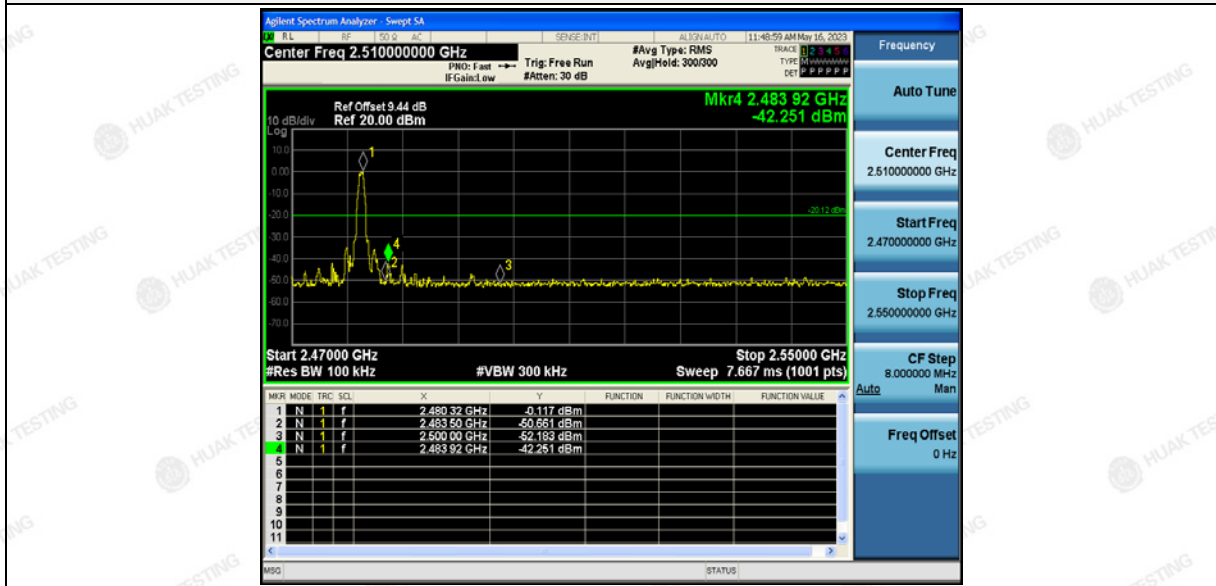 Agilent Spectrum Analyzer - Swept SA
RL RF 50 Ω AC SENSE:INT ALIGN AUTO 11:48:59 AM May 16, 2023
Center Freq 2.510000000 GHz
PNO: Fast
IFGain:Low
Trig: Free Run
#Atten: 30 dB
#Avg Type: RMS
Avg|Hold: 300/300
TRACE 1 2 3 4 5 6
TYPE M W W W W W
DET P P P P P P
Ref Offset 9.44 dB
10 dB/div Ref 20.00 dBm
Log
Mkr4 2.483 92 GHz
-42.251 dBm
10.0
0.00
-10.0
-20.0
-30.0
-40.0
-50.0
-60.0
-70.0
1
-20.12 dBm
4
2
3
Start 2.47000 GHz Stop 2.55000 GHz
#Res BW 100 kHz #VBW 300 kHz Sweep 7.667 ms (1001 pts)
MKR MODE TRC SCL X Y FUNCTION FUNCTION WIDTH FUNCTION VALUE
1 N 1 f 2.480 32 GHz -0.117 dBm
2 N 1 f 2.483 50 GHz -50.661 dBm
3 N 1 f 2.500 00 GHz -52.183 dBm
4 N 1 f 2.483 92 GHz -42.251 dBm
5
6
7
8
9
10
11
MSG STATUS
Frequency
Auto Tune
Center Freq
2.510000000 GHz
Start Freq
2.470000000 GHz
Stop Freq
2.550000000 GHz
CF Step
8.000000 MHz
Auto Man
Freq Offset
0 Hz
HUAK TESTING
HUAK TESTING
HUAK TESTING
HUAK TESTING